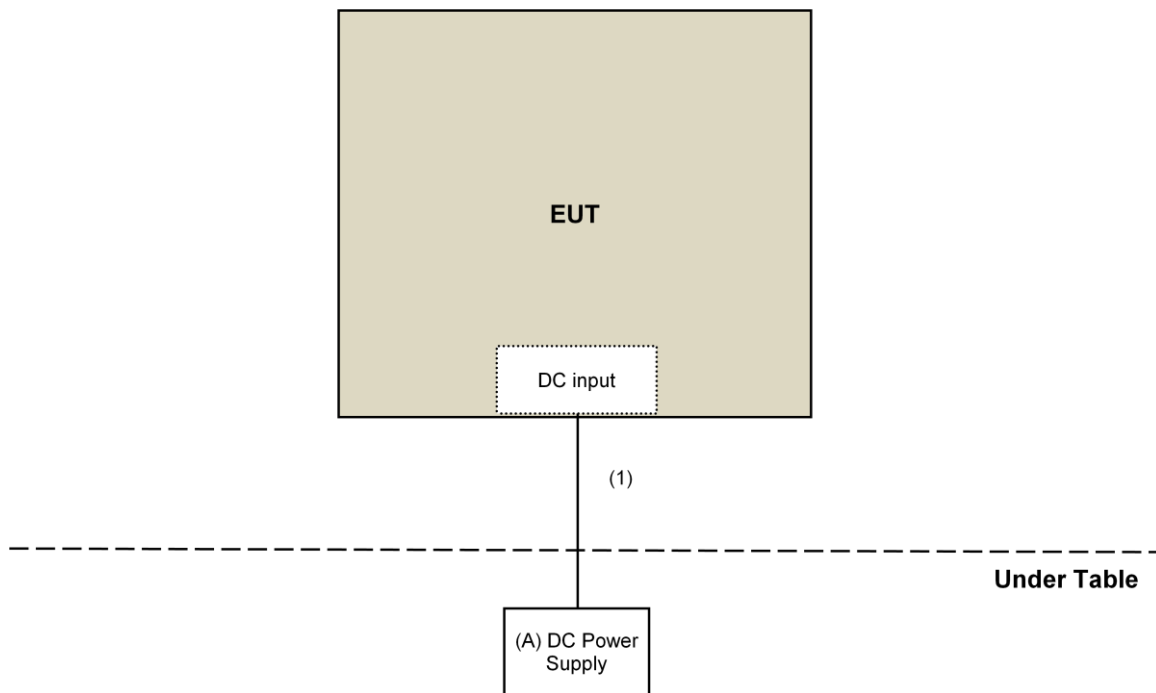 EUT
DC input
(1)
Under Table
(A) DC Power
Supply